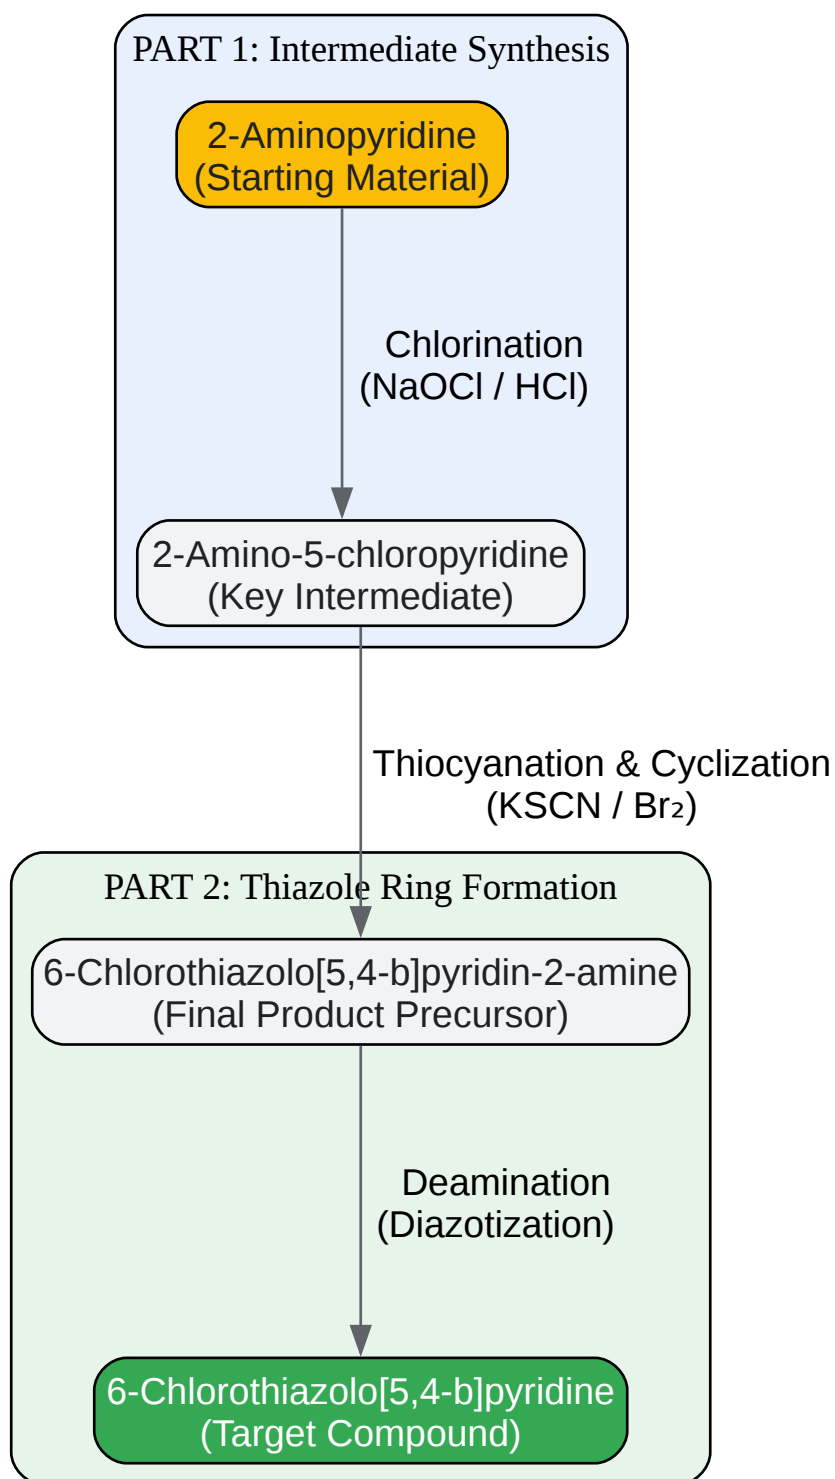 PART 1: Intermediate Synthesis
2-Aminopyridine
(Starting Material)
Chlorination
(NaOCl / HCl)
2-Amino-5-chloropyridine
(Key Intermediate)
Thiocyanation & Cyclization
(KSCN / Br₂)
PART 2: Thiazole Ring Formation
6-Chlorothiazolo[5,4-b]pyridin-2-amine
(Final Product Precursor)
Deamination
(Diazotization)
6-Chlorothiazolo[5,4-b]pyridine
(Target Compound)